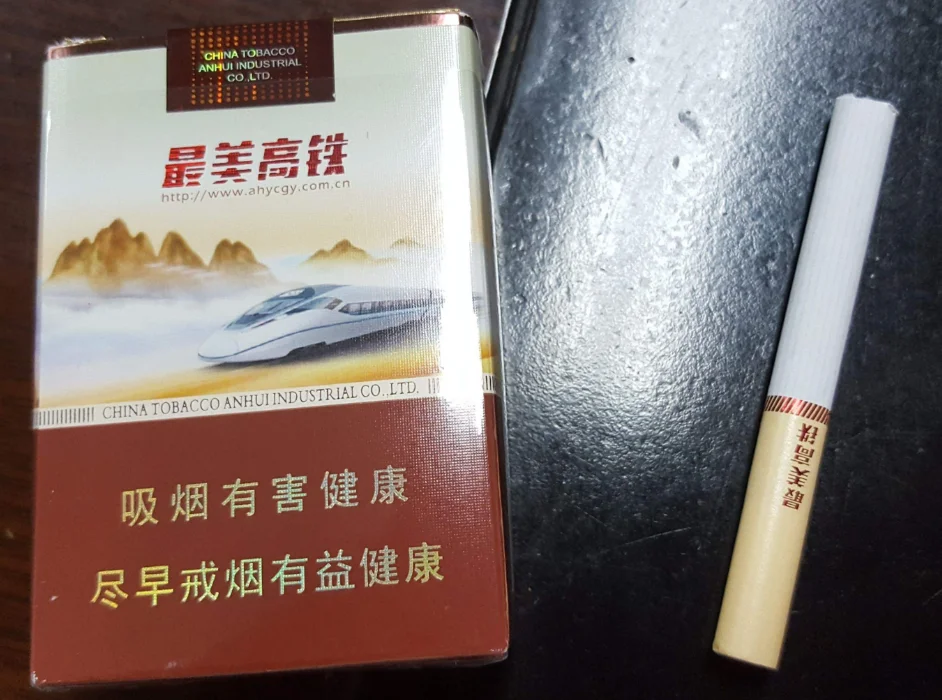 CHINA TOBACCO
ANHUI INDUSTRIAL
CO.,LTD.
最美高铁
http://www.ahycgy.com.cn
CHINA TOBACCO ANHUI INDUSTRIAL CO.,LTD.
吸烟有害健康
尽早戒烟有益健康
最美高铁